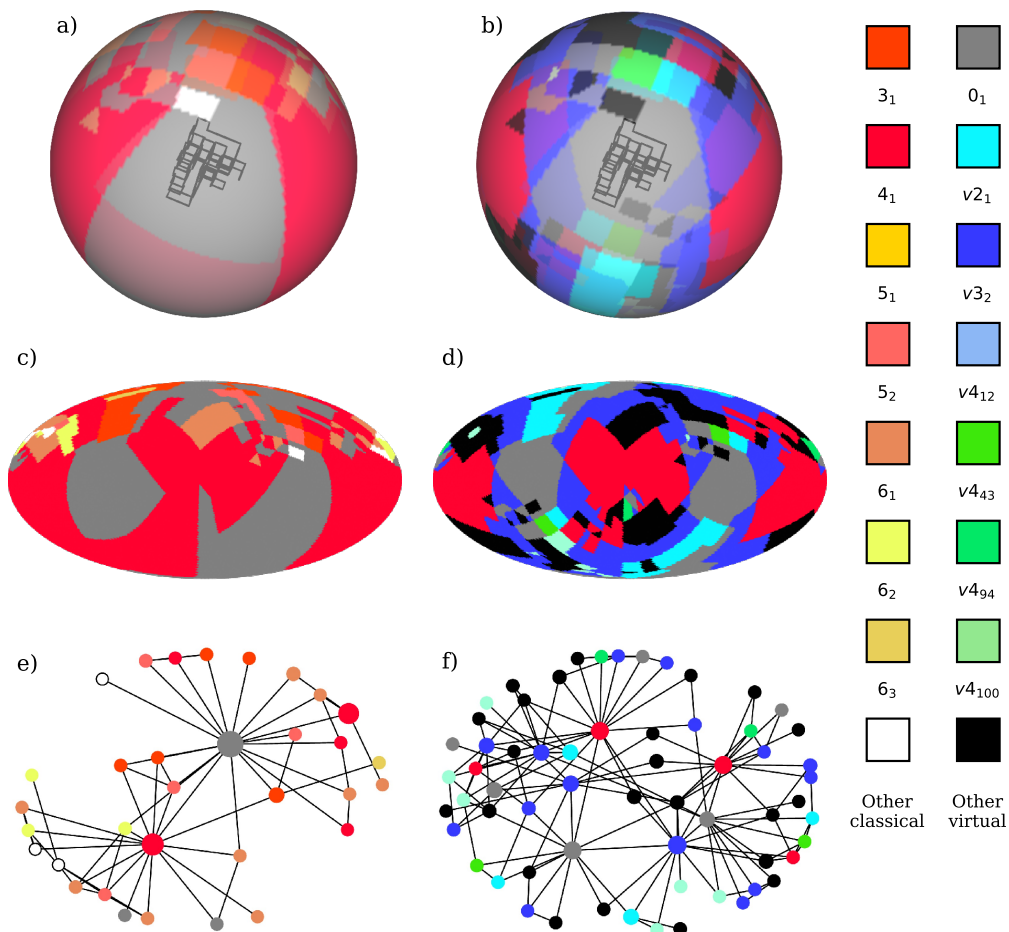 a)
b)
c)
d)
e)
f)
3₁ 0₁
4₁ v2₁
5₁ v3₂
5₂ v4₁₂
6₁ v4₄₃
6₂ v4₉₄
6₃ v4₁₀₀
Other classical
Other virtual